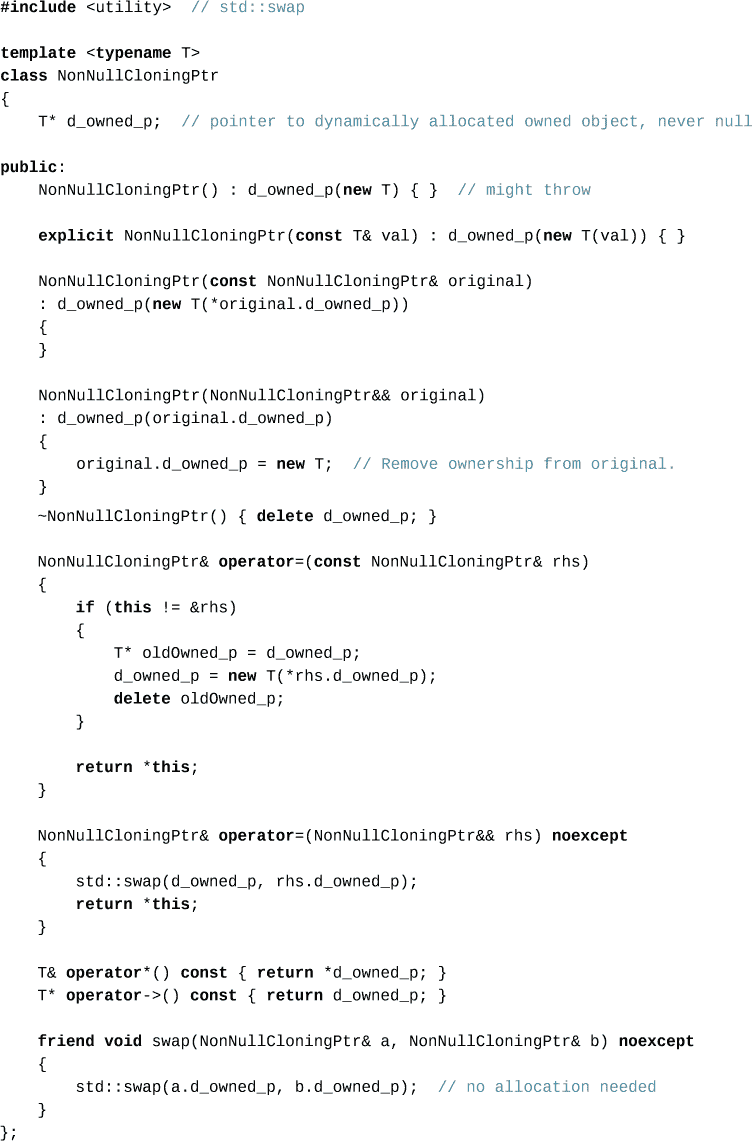 #include <utility>  // std::swap

template <typename T>
class NonNullCloningPtr
{
    T* d_owned_p;  // pointer to dynamically allocated owned object, never null

public:
    NonNullCloningPtr() : d_owned_p(new T) { }  // might throw

    explicit NonNullCloningPtr(const T& val) : d_owned_p(new T(val)) { }

    NonNullCloningPtr(const NonNullCloningPtr& original)
    : d_owned_p(new T(*original.d_owned_p))
    {
    }

    NonNullCloningPtr(NonNullCloningPtr&& original)
    : d_owned_p(original.d_owned_p)
    {
        original.d_owned_p = new T;  // Remove ownership from original.
    }
    ~NonNullCloningPtr() { delete d_owned_p; }

    NonNullCloningPtr& operator=(const NonNullCloningPtr& rhs)
    {
        if (this != &rhs)
        {
            T* oldOwned_p = d_owned_p;
            d_owned_p = new T(*rhs.d_owned_p);
            delete oldOwned_p;
        }

        return *this;
    }

    NonNullCloningPtr& operator=(NonNullCloningPtr&& rhs) noexcept
    {
        std::swap(d_owned_p, rhs.d_owned_p);
        return *this;
    }

    T& operator*() const { return *d_owned_p; }
    T* operator->() const { return d_owned_p; }

    friend void swap(NonNullCloningPtr& a, NonNullCloningPtr& b) noexcept
    {
        std::swap(a.d_owned_p, b.d_owned_p);  // no allocation needed
    }
};